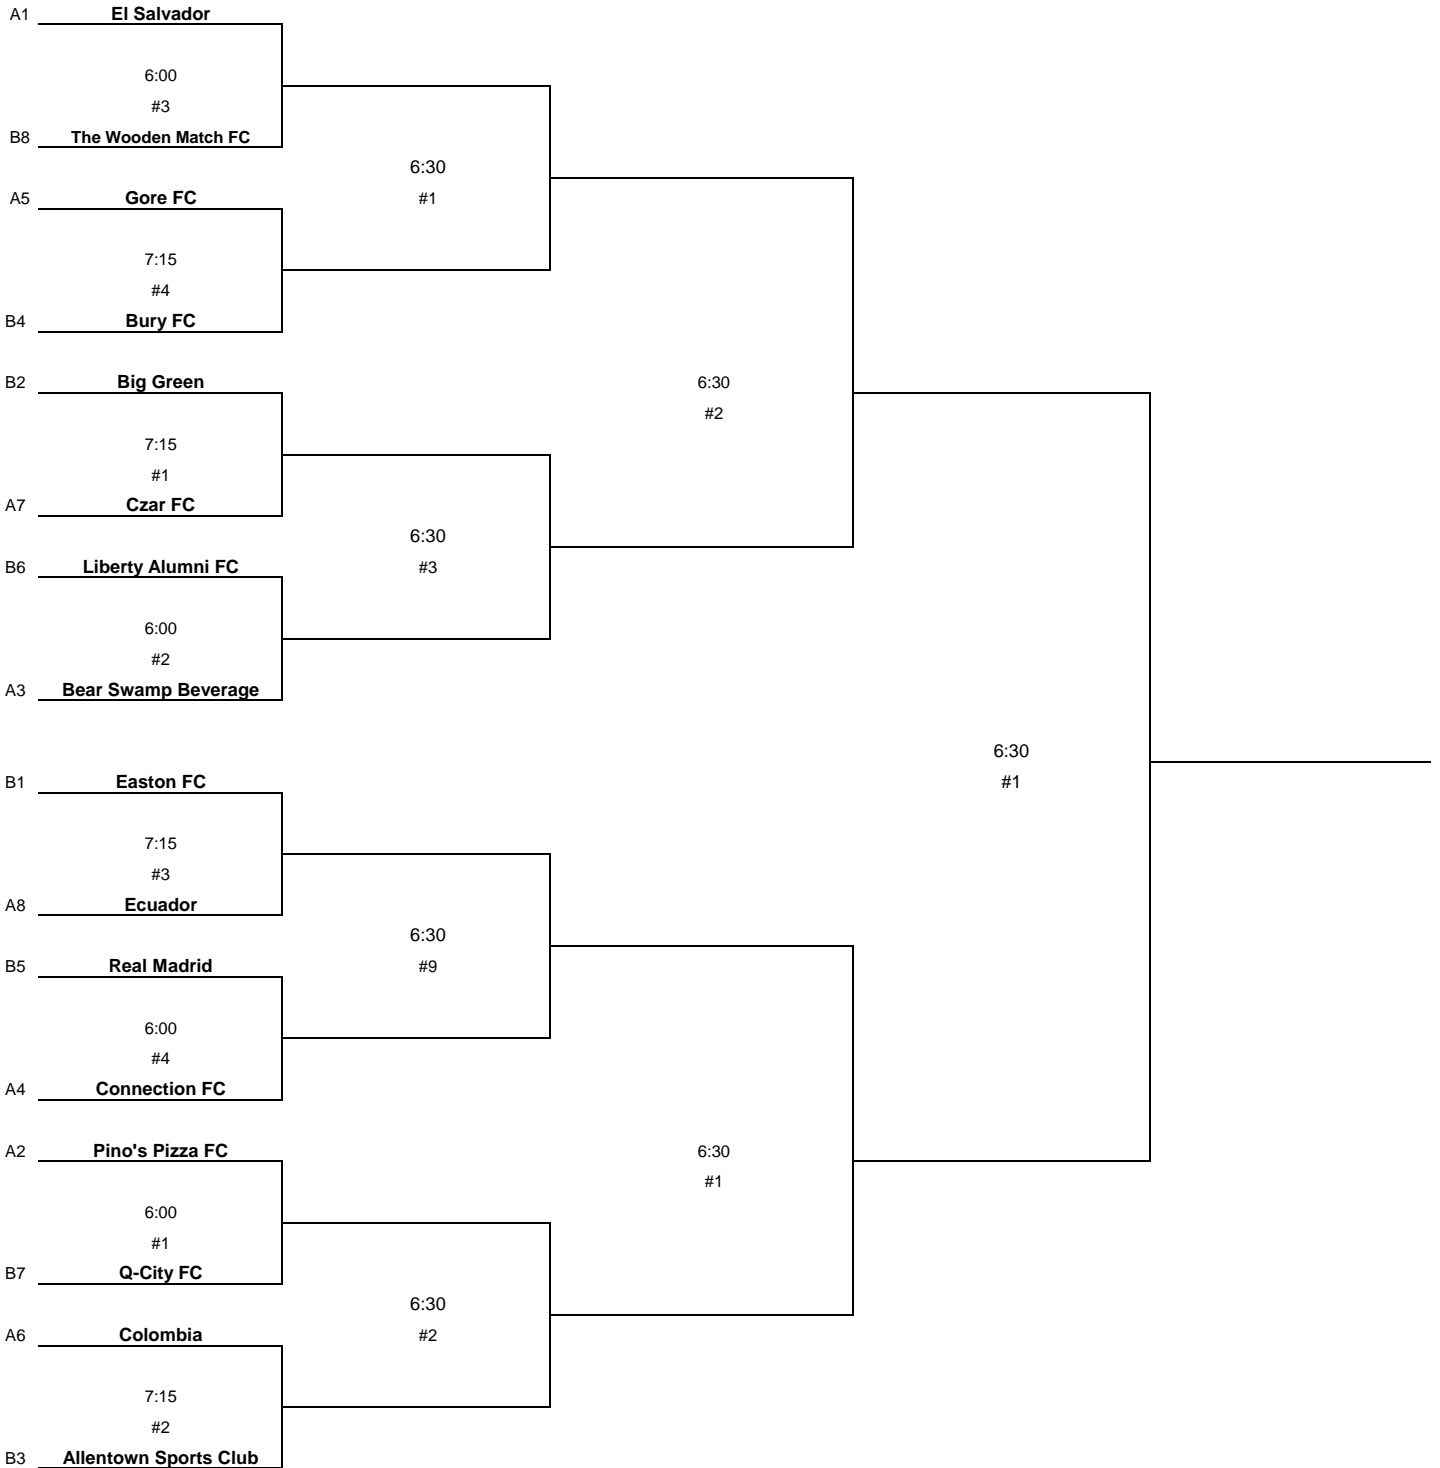 A1 El Salvador
6:00
#3
B8 The Wooden Match FC
6:30
#1
A5 Gore FC
7:15
#4
B4 Bury FC
B2 Big Green
6:30
#2
7:15
#1
A7 Czar FC
6:30
#3
B6 Liberty Alumni FC
6:00
#2
A3 Bear Swamp Beverage
6:30
#1
B1 Easton FC
7:15
#3
A8 Ecuador
6:30
#9
B5 Real Madrid
6:00
#4
A4 Connection FC
A2 Pino's Pizza FC
6:30
#1
6:00
#1
B7 Q-City FC
6:30
#2
A6 Colombia
7:15
#2
B3 Allentown Sports Club